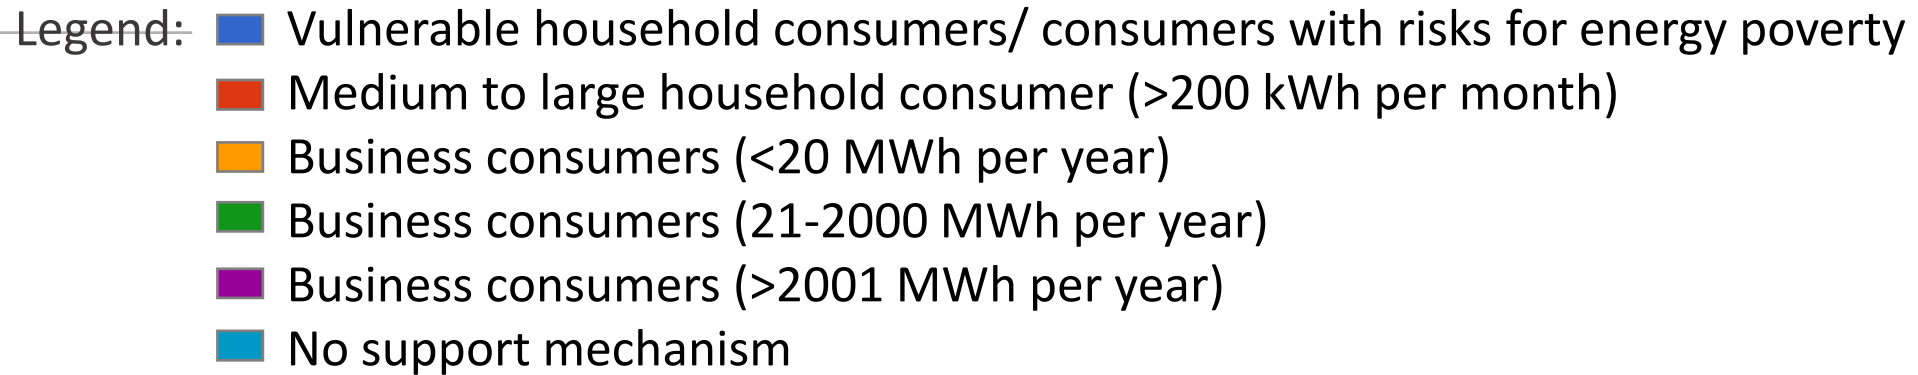 Legend: Vulnerable household consumers/ consumers with risks for energy poverty
Medium to large household consumer (>200 kWh per month)
Business consumers (<20 MWh per year)
Business consumers (21-2000 MWh per year)
Business consumers (>2001 MWh per year)
No support mechanism